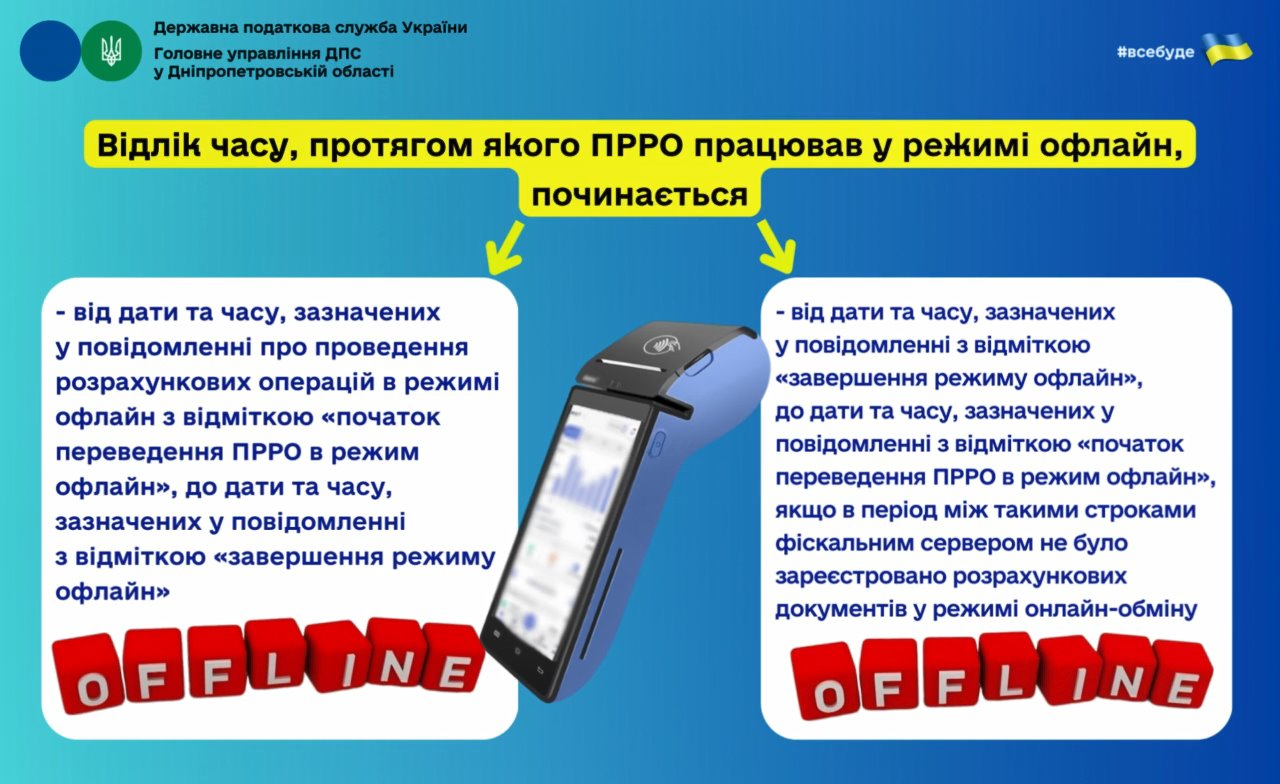 Державна податкова служба України
Головне управління ДПС
у Дніпропетровській області
#всебуде
Відлік часу, протягом якого ПРРО працював у режимі офлайн,
починається
- від дати та часу, зазначених
у повідомленні про проведення
розрахункових операцій в режимі
офлайн з відміткою «початок
переведення ПРРО в режим
офлайн», до дати та часу,
зазначених у повідомленні
з відміткою «завершення режиму
офлайн»
OFFLINE
- від дати та часу, зазначених
у повідомленні з відміткою
«завершення режиму офлайн»,
до дати та часу, зазначених у
повідомленні з відміткою «початок
переведення ПРРО в режим офлайн»,
якщо в період між такими строками
фіскальним сервером не було
зареєстровано розрахункових
документів у режимі онлайн-обміну
OFFLINE